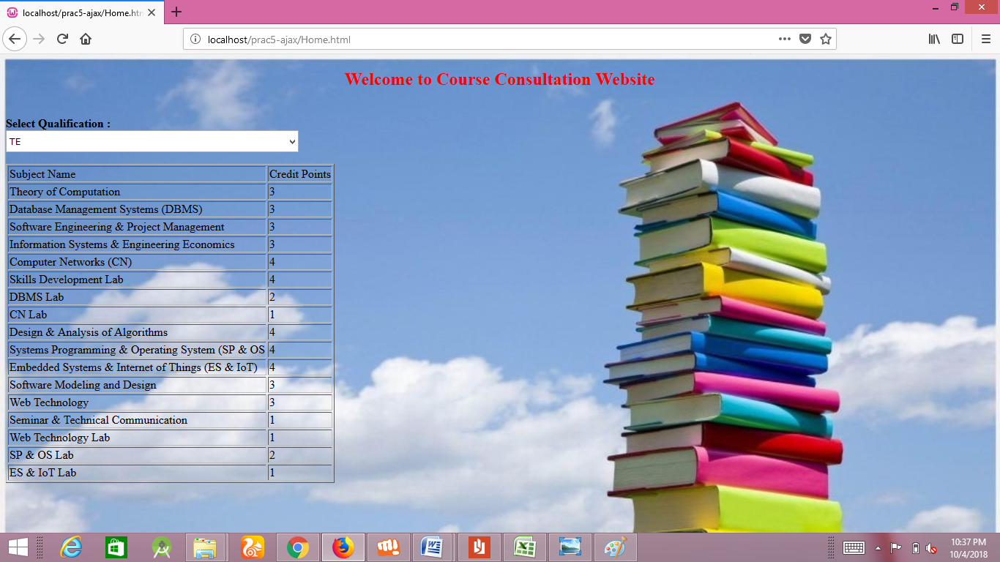 localhost/prac5-ajax/Home.htm
localhost/prac5-ajax/Home.html
Welcome to Course Consultation Website
Select Qualification :
TE
Subject Name Credit Points
Theory of Computation 3
Database Management Systems (DBMS) 3
Software Engineering & Project Management 3
Information Systems & Engineering Economics 3
Computer Networks (CN) 4
Skills Development Lab 4
DBMS Lab 2
CN Lab 1
Design & Analysis of Algorithms 4
Systems Programming & Operating System (SP & OS 4
Embedded Systems & Internet of Things (ES & IoT) 4
Software Modeling and Design 3
Web Technology 3
Seminar & Technical Communication 1
Web Technology Lab 1
SP & OS Lab 2
ES & IoT Lab 1
10:37 PM
10/4/2018